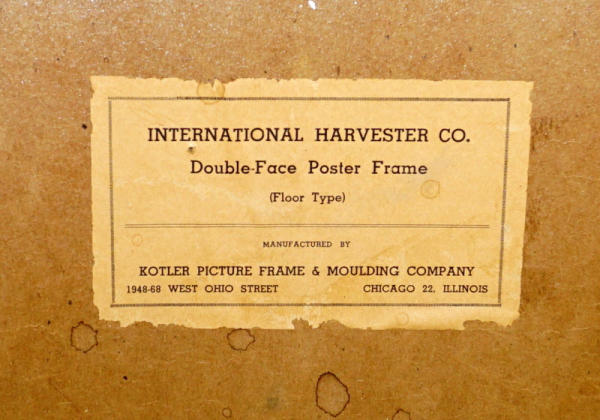 INTERNATIONAL HARVESTER CO.
Double-Face Poster Frame
(Floor Type)
MANUFACTURED BY
KOTLER PICTURE FRAME & MOULDING COMPANY
1948-68 WEST OHIO STREET CHICAGO 22, ILLINOIS